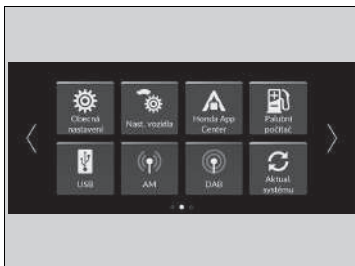 Obecná
nastavení
Nast. vozidla
Honda App
Center
Palubní
počítač
USB
AM
DAB
Aktual.
systému